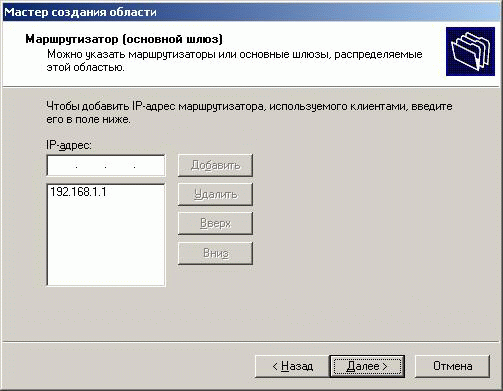 Мастер создания области
Маршрутизатор (основной шлюз)
Можно указать маршрутизаторы или основные шлюзы, распределяемые
этой областью.
Чтобы добавить IP-адрес маршрутизатора, используемого клиентами, введите
его в поле ниже.
IP-адрес:
. . . Добавить
192.168.1.1 Удалить
Вверх
Вниз
< Назад Далее > Отмена